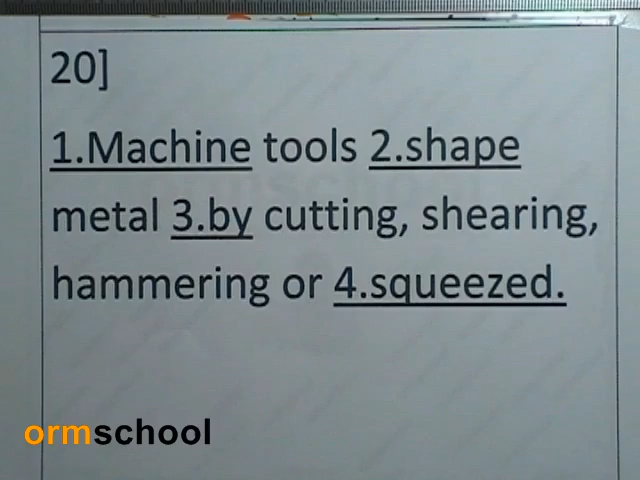 20]
1.Machine tools 2.shape
metal 3.by cutting, shearing,
hammering or 4.squeezed.
ormschool